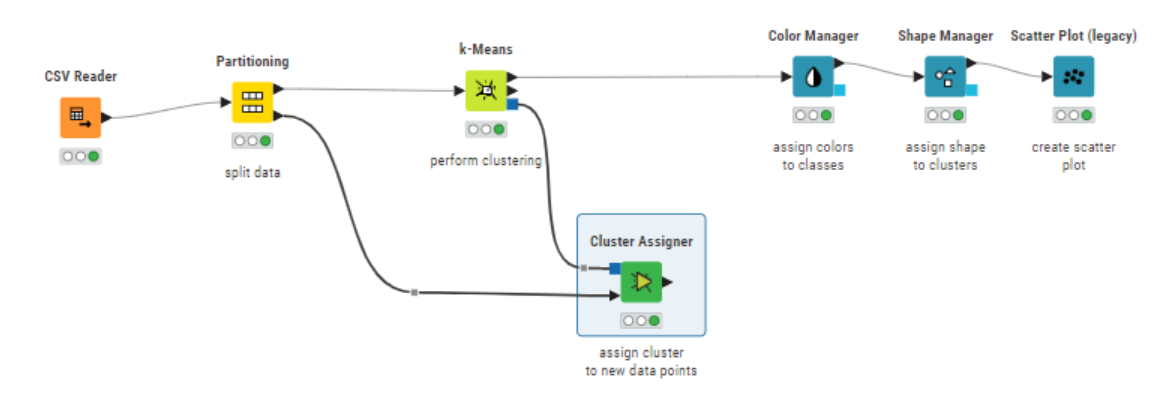 CSV Reader
Partitioning
split data
k-Means
perform clustering
Color Manager
assign colors
to classes
Shape Manager
assign shape
to clusters
Scatter Plot (legacy)
create scatter
plot
Cluster Assigner
assign cluster
to new data points